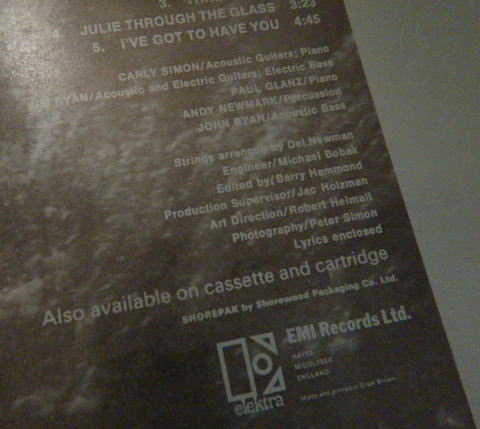 3.
JULIE THROUGH THE GLASS 3:23
5. I'VE GOT TO HAVE YOU 4:45
CARLY SIMON/Acoustic Guitars; Piano
RYAN/Acoustic and Electric Guitars; Electric Bass
PAUL GLANZ/Piano
ANDY NEWMARK/Percussion
JOHN RYAN/Acoustic Bass
Strings arranged by Del Newman
Engineer/Michael Bobak
Edited by/Barry Hammond
Production Supervisor/Jac Holzman
Art Direction/Robert Heimall
Photography/Peter Simon
Lyrics enclosed
Also available on cassette and cartridge
SHOREPAK by Shorewood Packaging Co. Ltd.
EMI Records Ltd.
HAYES
MIDDLESEX
ENGLAND
Made and printed in Great Britain
elektra